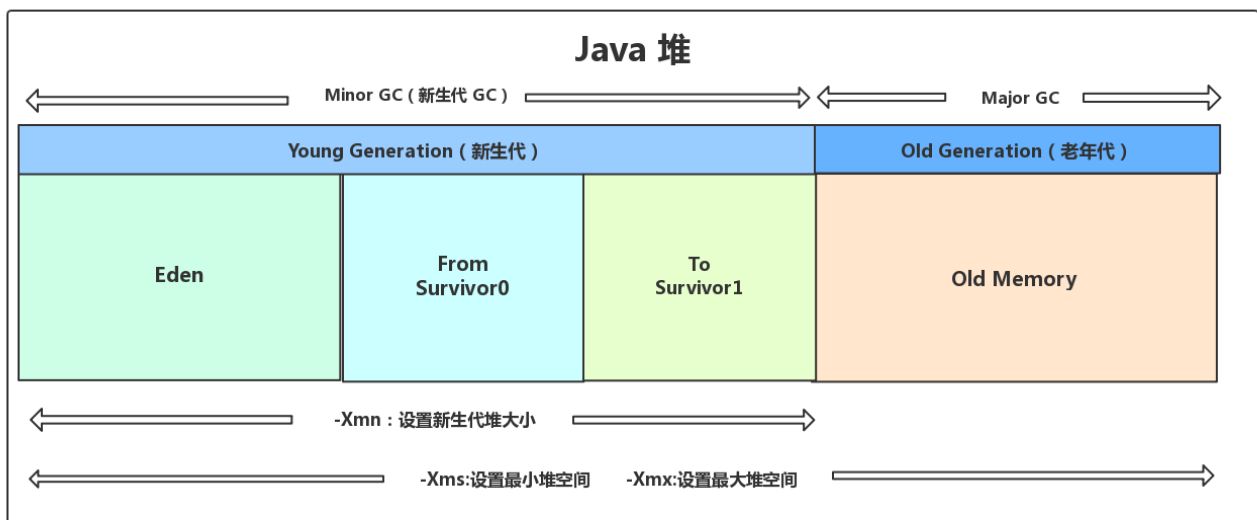 Java 堆
Minor GC（新生代 GC）
Major GC
Young Generation（新生代）
Old Generation（老年代）
Eden
From
Survivor0
To
Survivor1
Old Memory
-Xmn：设置新生代堆大小
-Xms:设置最小堆空间
-Xmx:设置最大堆空间